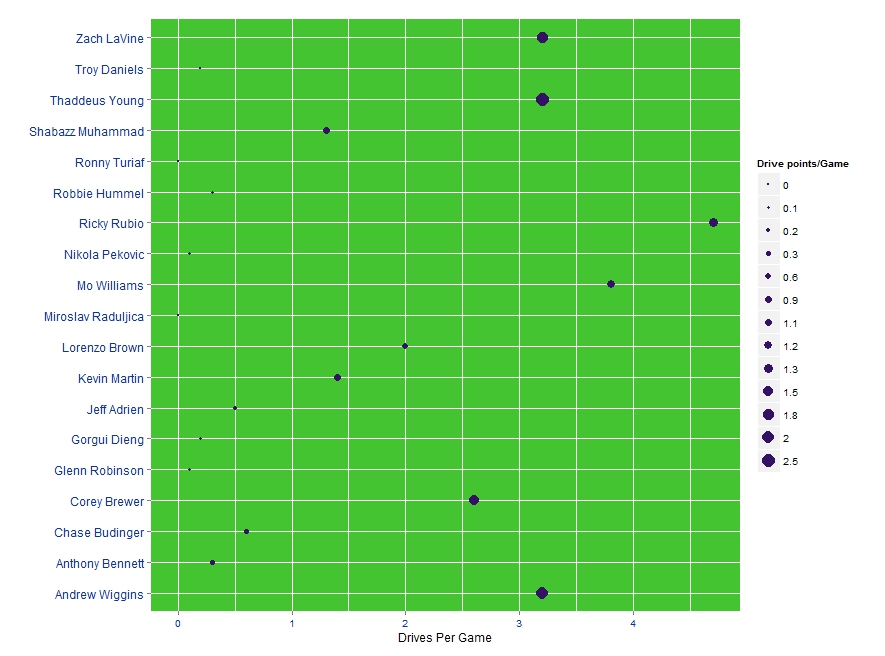 Zach LaVine
Troy Daniels
Thaddeus Young
Shabazz Muhammad
Ronny Turiaf
Robbie Hummel
Ricky Rubio
Nikola Pekovic
Mo Williams
Miroslav Raduljica
Lorenzo Brown
Kevin Martin
Jeff Adrien
Gorgui Dieng
Glenn Robinson
Corey Brewer
Chase Budinger
Anthony Bennett
Andrew Wiggins
0 1 2 3 4
Drives Per Game
Drive points/Game
0
0.1
0.2
0.3
0.6
0.9
1.1
1.2
1.3
1.5
1.8
2
2.5